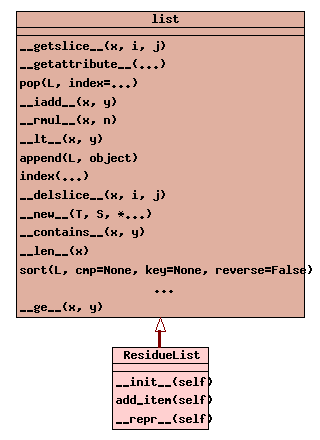 list
__getslice__(x, i, j)
__getattribute__(...)
pop(L, index=...)
__iadd__(x, y)
__rmul__(x, n)
__lt__(x, y)
append(L, object)
index(...)
__delslice__(x, i, j)
__new__(T, S, *...)
__contains__(x, y)
__len__(x)
sort(L, cmp=None, key=None, reverse=False)
...
__ge__(x, y)
ResidueList
__init__(self)
add_item(self)
__repr__(self)